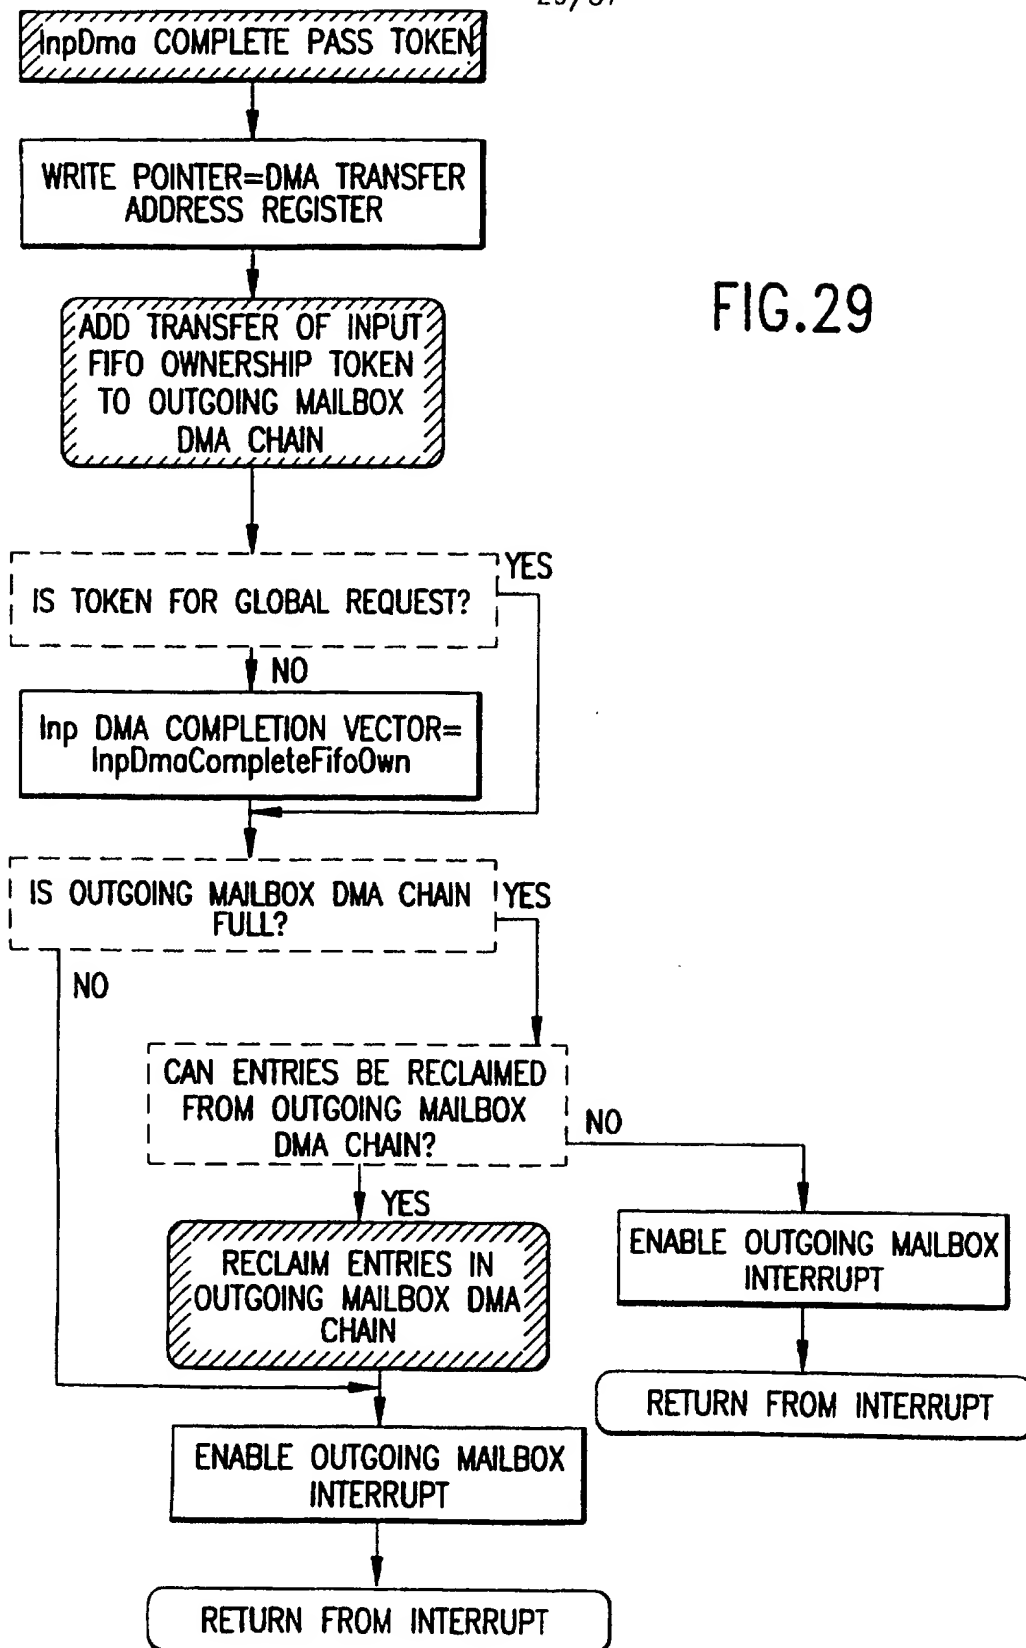 InpDma COMPLETE PASS TOKEN
WRITE POINTER=DMA TRANSFER
ADDRESS REGISTER
FIG.29
ADD TRANSFER OF INPUT
FIFO OWNERSHIP TOKEN
TO OUTGOING MAILBOX
DMA CHAIN
IS TOKEN FOR GLOBAL REQUEST?
YES
NO
Inp DMA COMPLETION VECTOR=
InpDmaCompleteFifoOwn
IS OUTGOING MAILBOX DMA CHAIN
FULL?
YES
NO
CAN ENTRIES BE RECLAIMED
FROM OUTGOING MAILBOX
DMA CHAIN?
NO
YES
RECLAIM ENTRIES IN
OUTGOING MAILBOX DMA
CHAIN
ENABLE OUTGOING MAILBOX
INTERRUPT
RETURN FROM INTERRUPT
ENABLE OUTGOING MAILBOX
INTERRUPT
RETURN FROM INTERRUPT